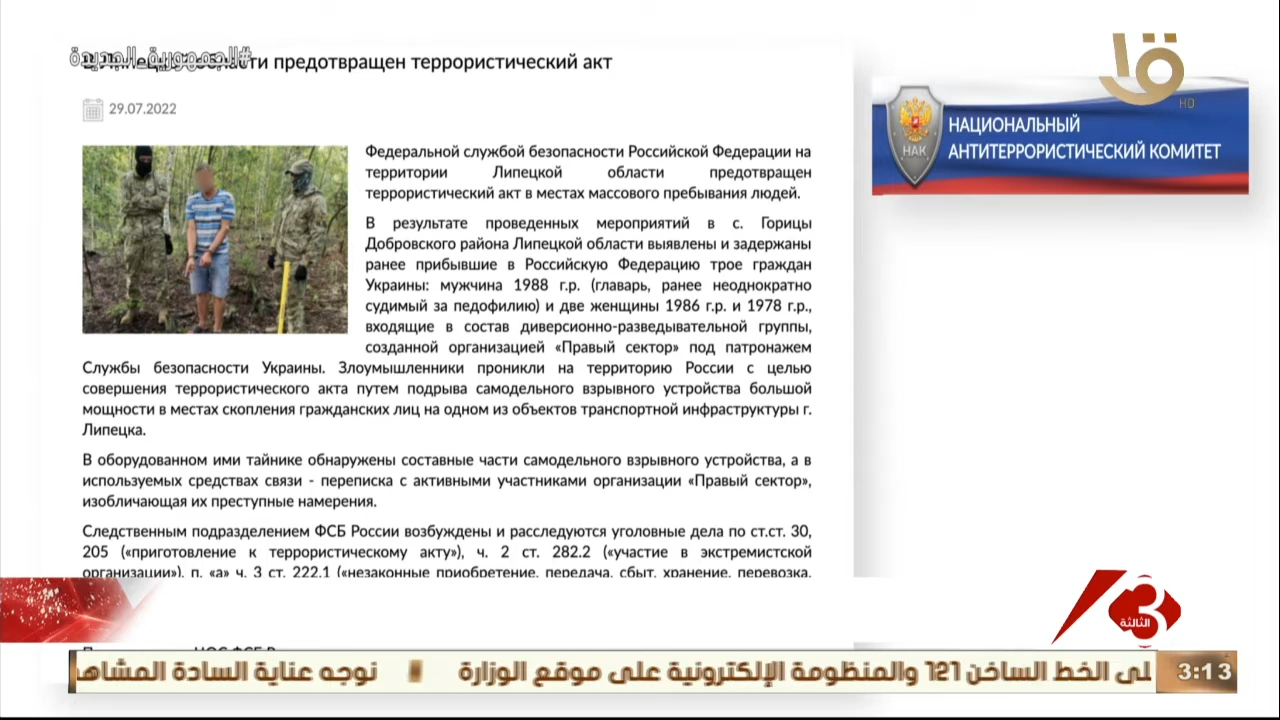 #الجمهورية_الجديدة
области предотвращен террористический акт
29.07.2022
HD
НАК
НАЦИОНАЛЬНЫЙ
АНТИТЕРРОРИСТИЧЕСКИЙ КОМИТЕТ
Федеральной службой безопасности Российской Федерации на
территории Липецкой области предотвращен
террористический акт в местах массового пребывания людей.
В результате проведенных мероприятий в с. Горицы
Добровского района Липецкой области выявлены и задержаны
ранее прибывшие в Российскую Федерацию трое граждан
Украины: мужчина 1988 г.р. (главарь, ранее неоднократно
судимый за педофилию) и две женщины 1986 г.р. и 1978 г.р.,
входящие в состав диверсионно-разведывательной группы,
созданной организацией «Правый сектор» под патронажем
Службы безопасности Украины. Злоумышленники проникли на территорию России с целью
совершения террористического акта путем подрыва самодельного взрывного устройства большой
мощности в местах скопления гражданских лиц на одном из объектов транспортной инфраструктуры г.
Липецка.
В оборудованном ими тайнике обнаружены составные части самодельного взрывного устройства, а в
используемых средствах связи - переписка с активными участниками организации «Правый сектор»,
изобличающая их преступные намерения.
Следственным подразделением ФСБ России возбуждены и расследуются уголовные дела по ст.ст. 30,
205 («приготовление к террористическому акту»), ч. 2 ст. 282.2 («участие в экстремистской
организации»), п. «а» ч. 3 ст. 222.1 («незаконные приобретение, передача, сбыт, хранение, перевозка,
3
الثالثة
لى الخط الساخن 121 والمنظومة الإلكترونية على موقع الوزارة
نوجه عناية السادة المشاه
3:13